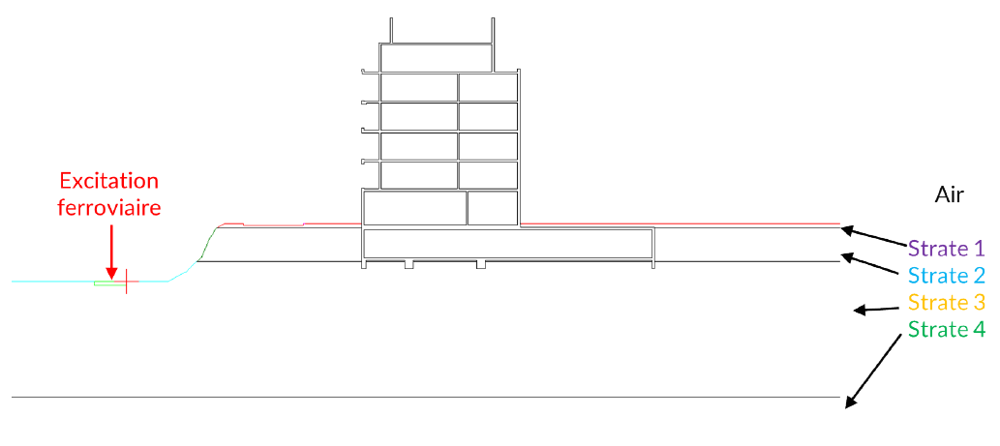 Excitation
ferroviaire
Air
Strate 1
Strate 2
Strate 3
Strate 4